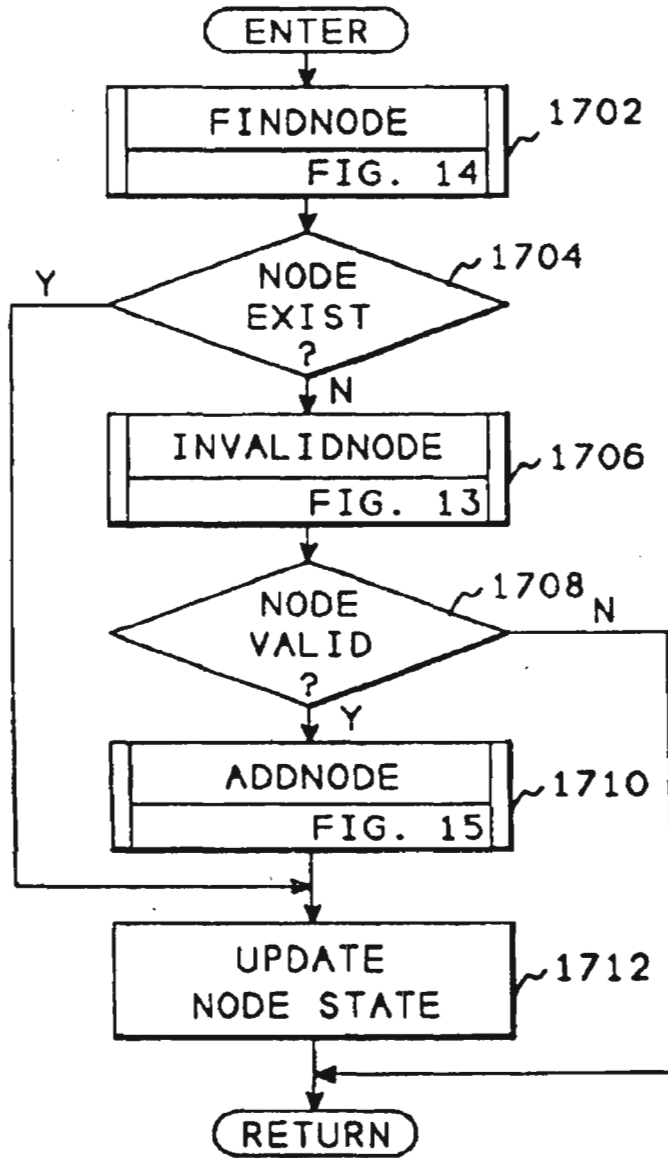 ENTER
FINDNODE
FIG. 14
1702
NODE
EXIST
?
1704
Y
N
INVALIDNODE
FIG. 13
1706
NODE
VALID
?
1708
N
Y
ADDNODE
FIG. 15
1710
UPDATE
NODE STATE
1712
RETURN